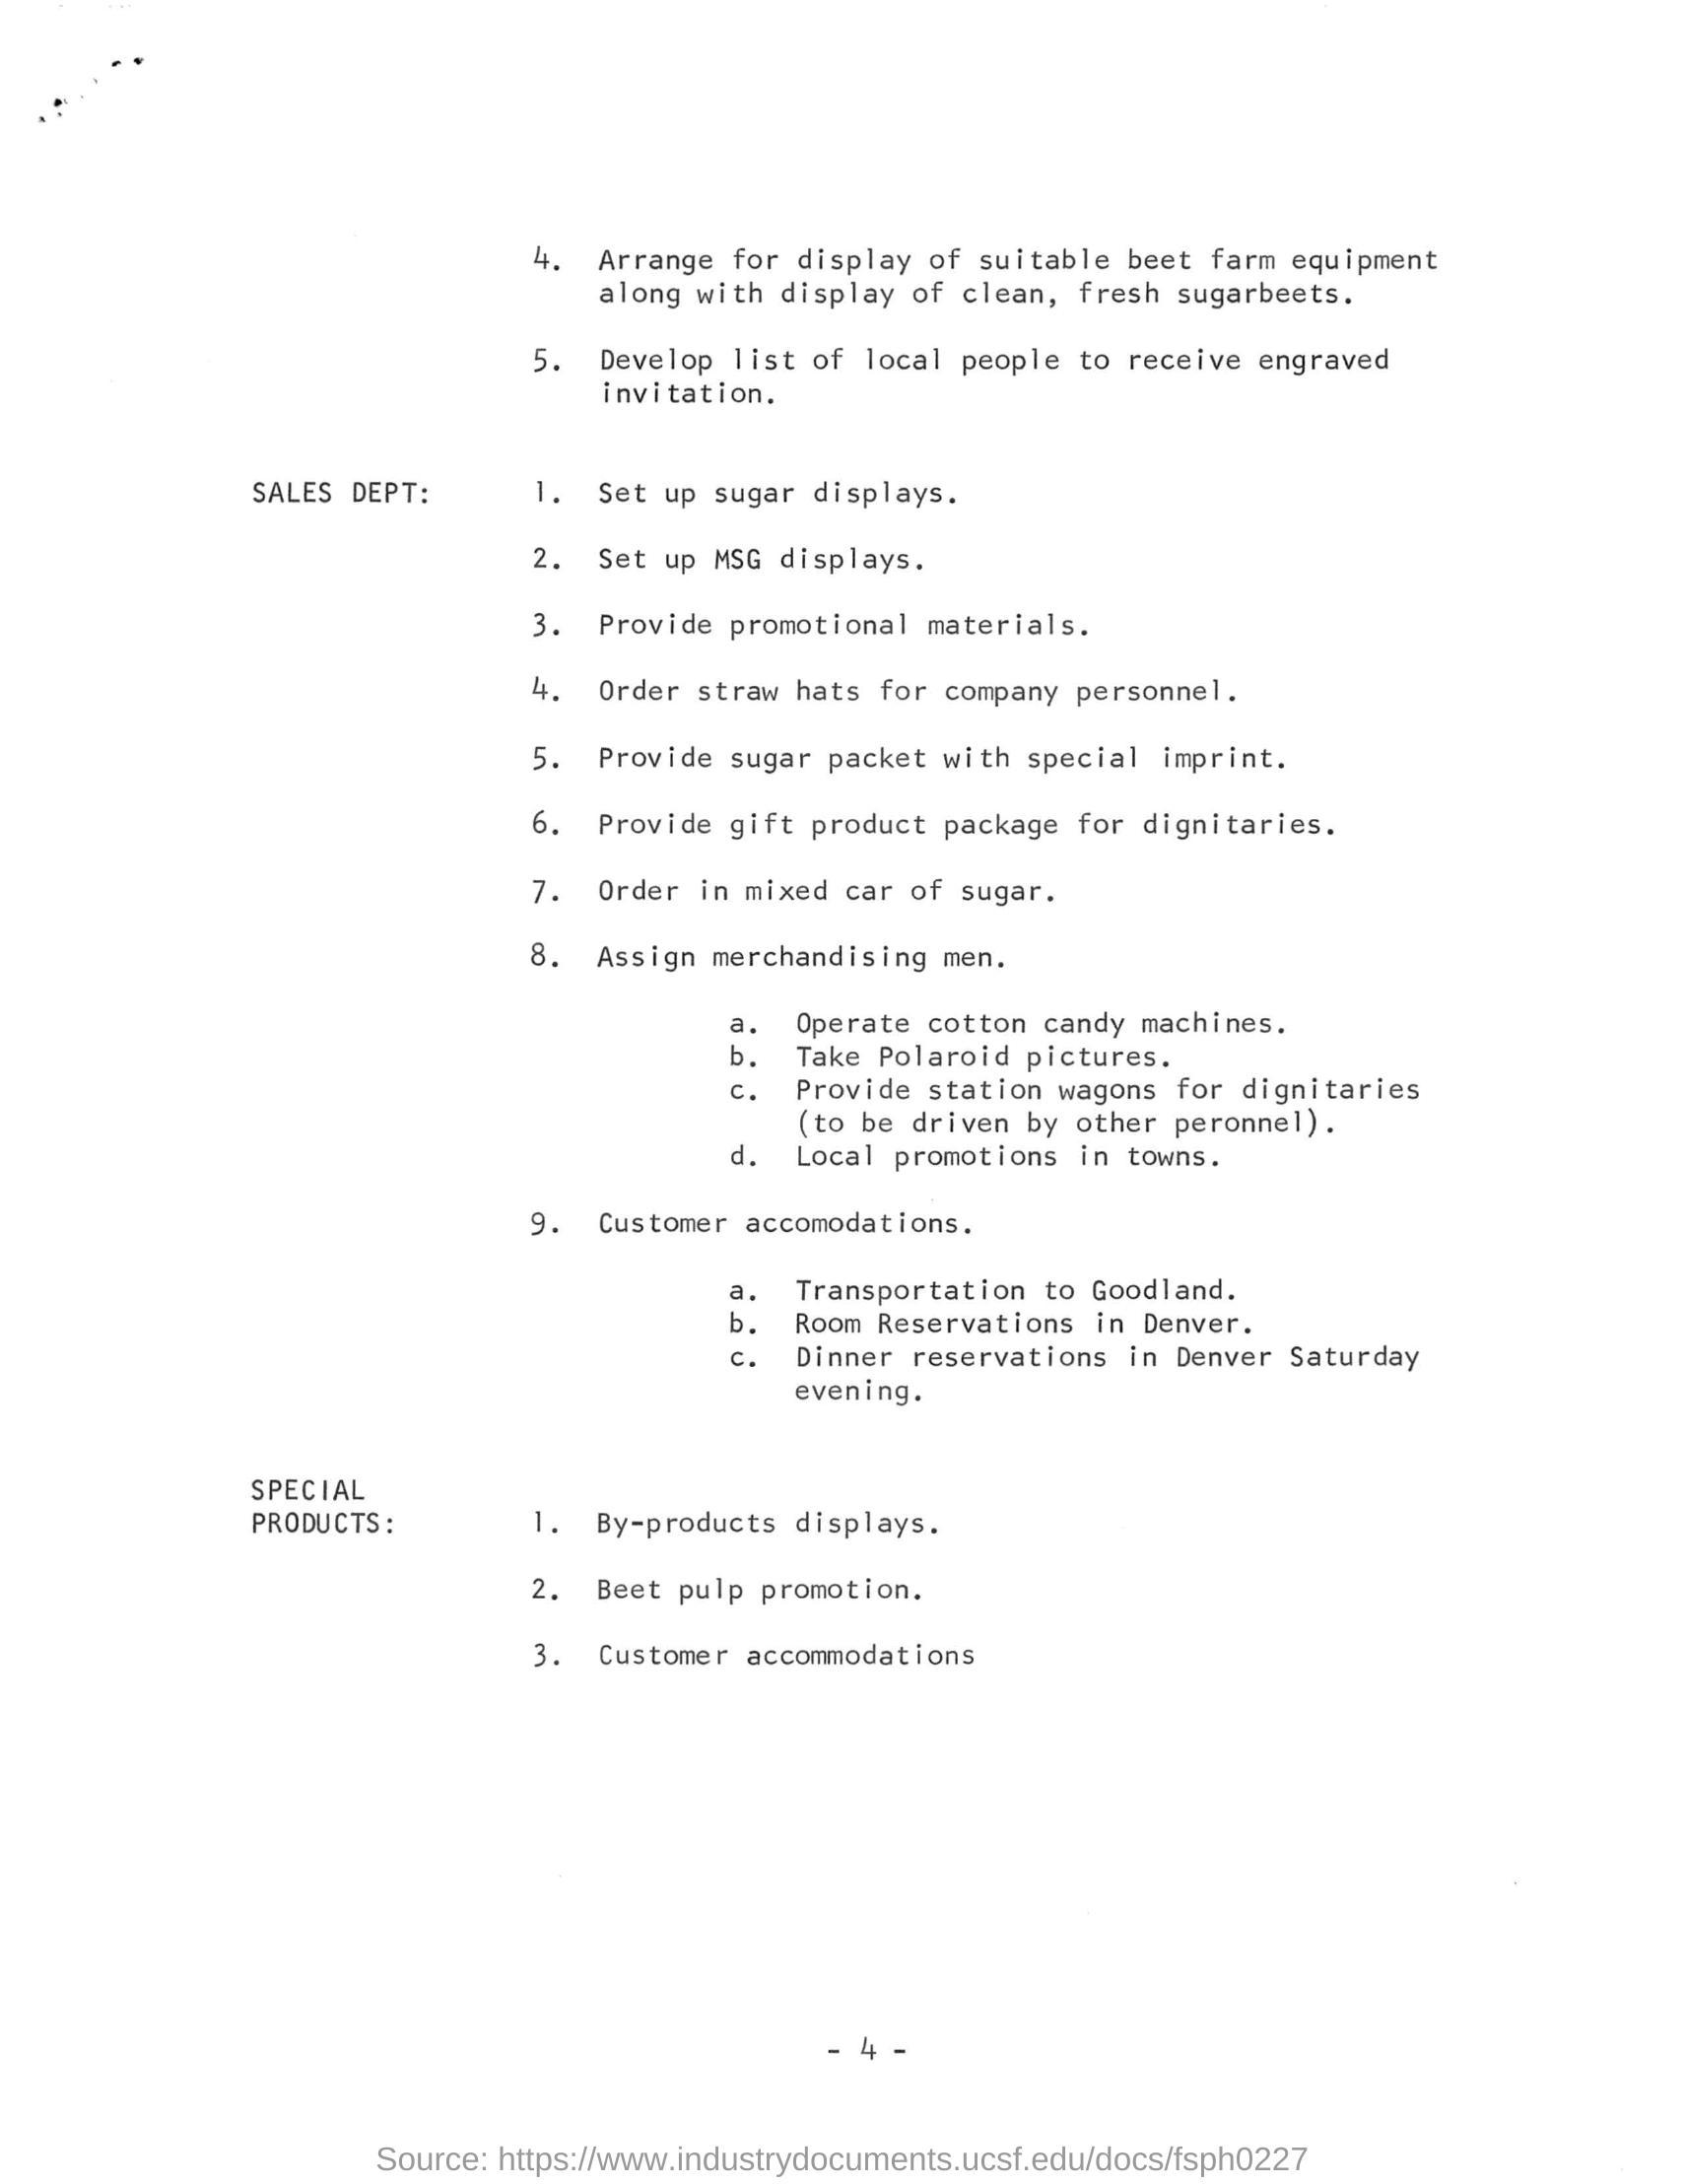 4. Arrange for display of suitable beet farm equipment
along with display of clean, fresh sugarbeets.
5. Develop list of local people to receive engraved
invitation.
SALES DEPT: 1. Set up sugar displays.
2. Set up MSG displays.
3. Provide promotional materials.
4. Order straw hats for company personnel.
5. Provide sugar packet with special imprint.
6. Provide gift product package for dignitaries.
7. Order in mixed car of sugar.
8. Assign merchandising men.
a. Operate cotton candy machines.
b. Take Polaroid pictures.
c. Provide station wagons for dignitaries
(to be driven by other peronnel).
d. Local promotions in towns.
9. Customer accomodations.
a. Transportation to Goodland.
b. Room Reservations in Denver.
c. Dinner reservations in Denver Saturday
evening.
SPECIAL
PRODUCTS: 1. By-products displays.
2. Beet pulp promotion.
3. Customer accommodations
- 4 -
Source: https://www.industrydocuments.ucsf.edu/docs/fsph0227